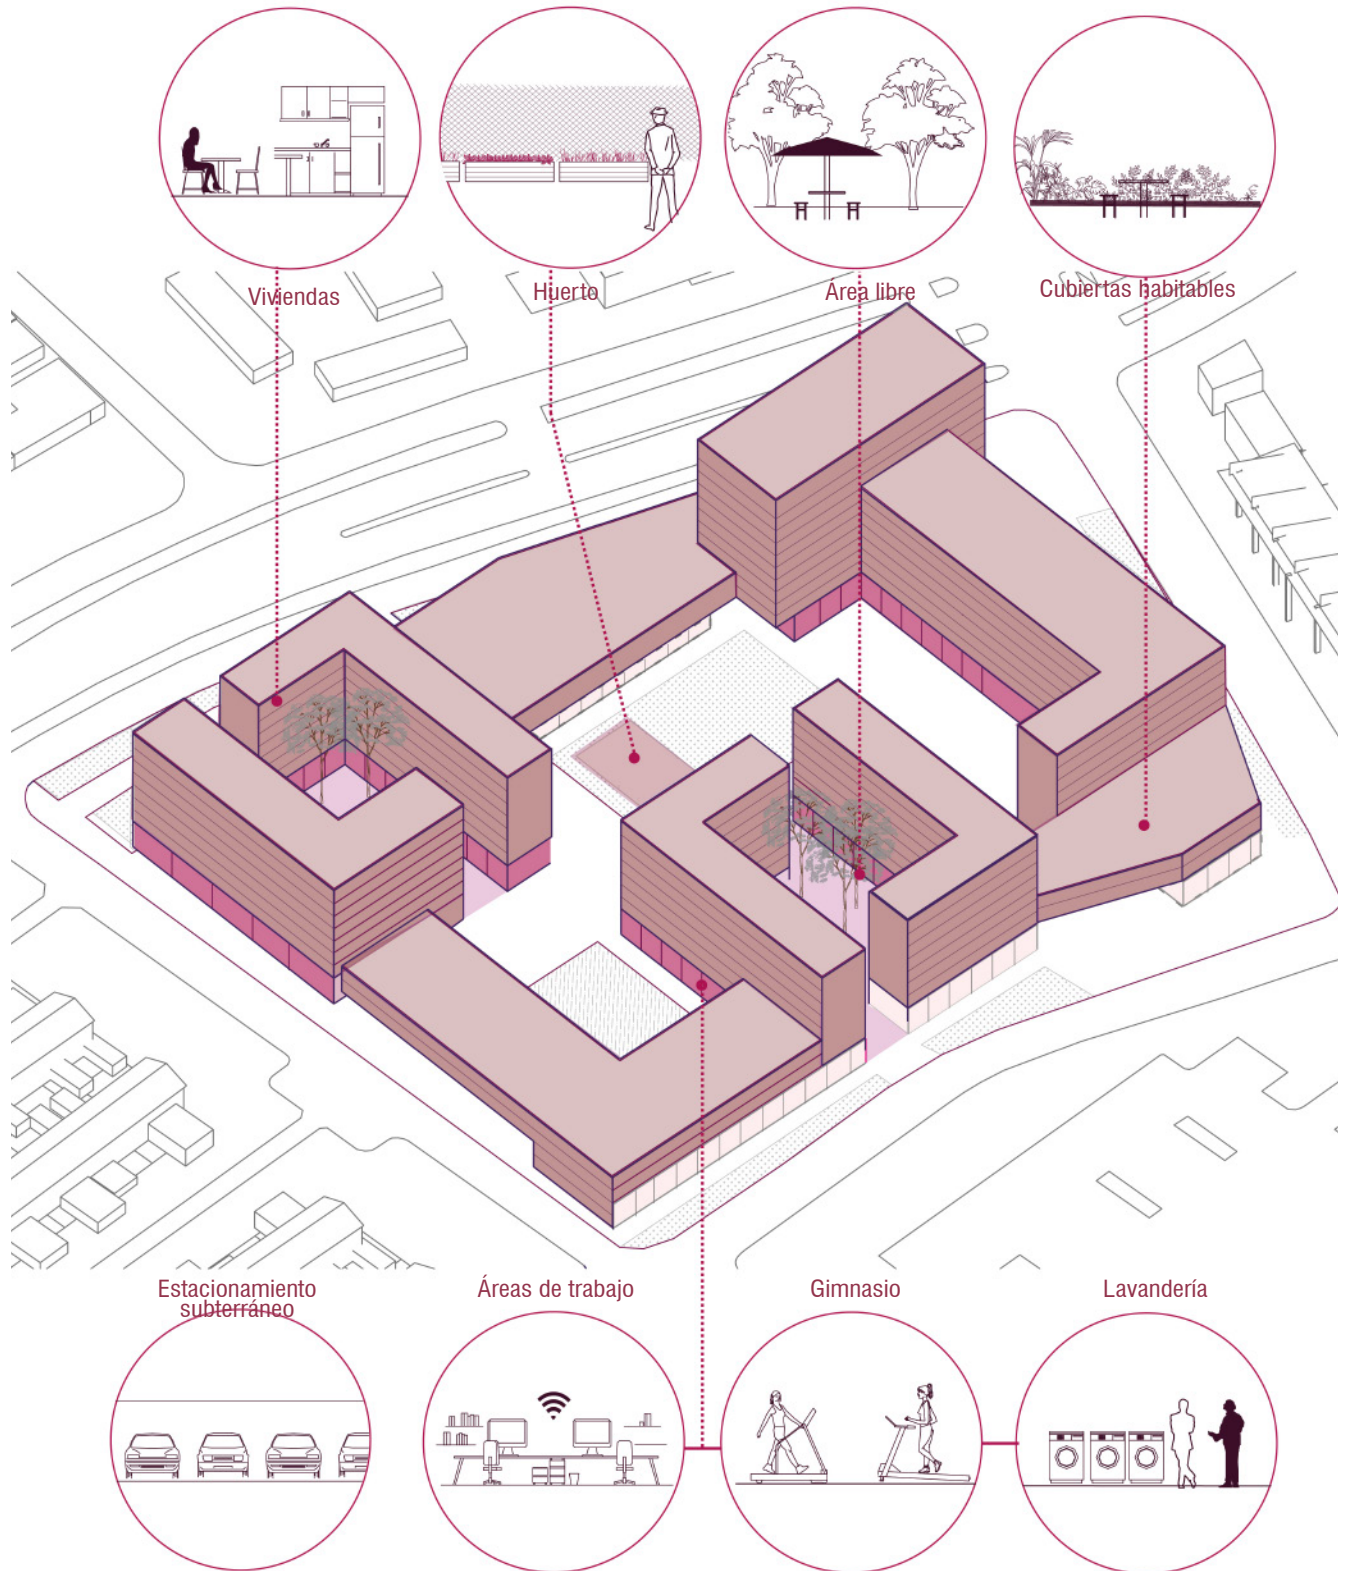 Viviendas
Huerto
Área libre
Cubiertas habitables
Estacionamiento
subterráneo
Áreas de trabajo
Gimnasio
Lavandería